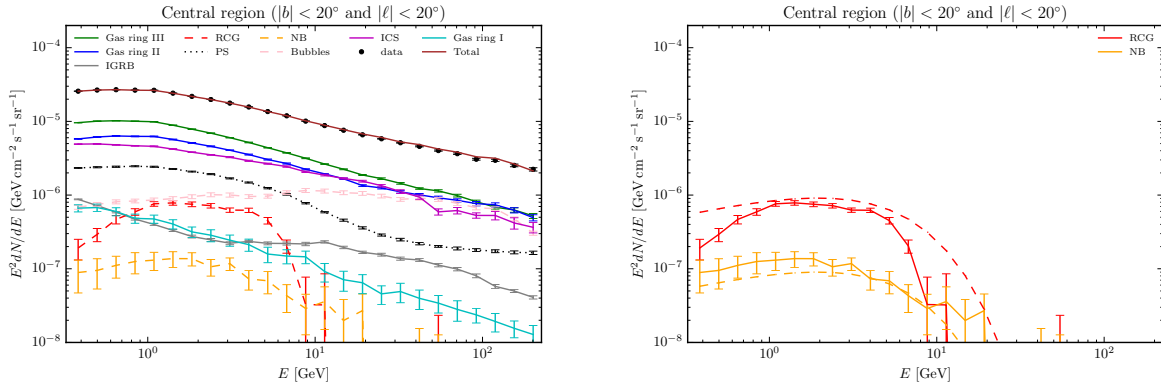 Central region (|b| < 20° and |ℓ| < 20°)
Gas ring III
RCG
NB
ICS
Gas ring I
Gas ring II
PS
Bubbles
data
Total
IGRB
10⁻⁴
10⁻⁵
10⁻⁶
10⁻⁷
10⁻⁸
E²dN/dE [GeV cm⁻² s⁻¹ sr⁻¹]
10⁰
10¹
10²
E [GeV]
Central region (|b| < 20° and |ℓ| < 20°)
RCG
NB
10⁻⁴
10⁻⁵
10⁻⁶
10⁻⁷
10⁻⁸
E²dN/dE [GeV cm⁻² s⁻¹ sr⁻¹]
10⁰
10¹
10²
E [GeV]